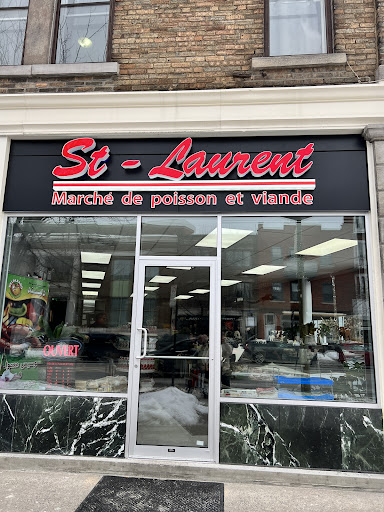 St-Laurent
Marché de poisson et viande
OUVERT